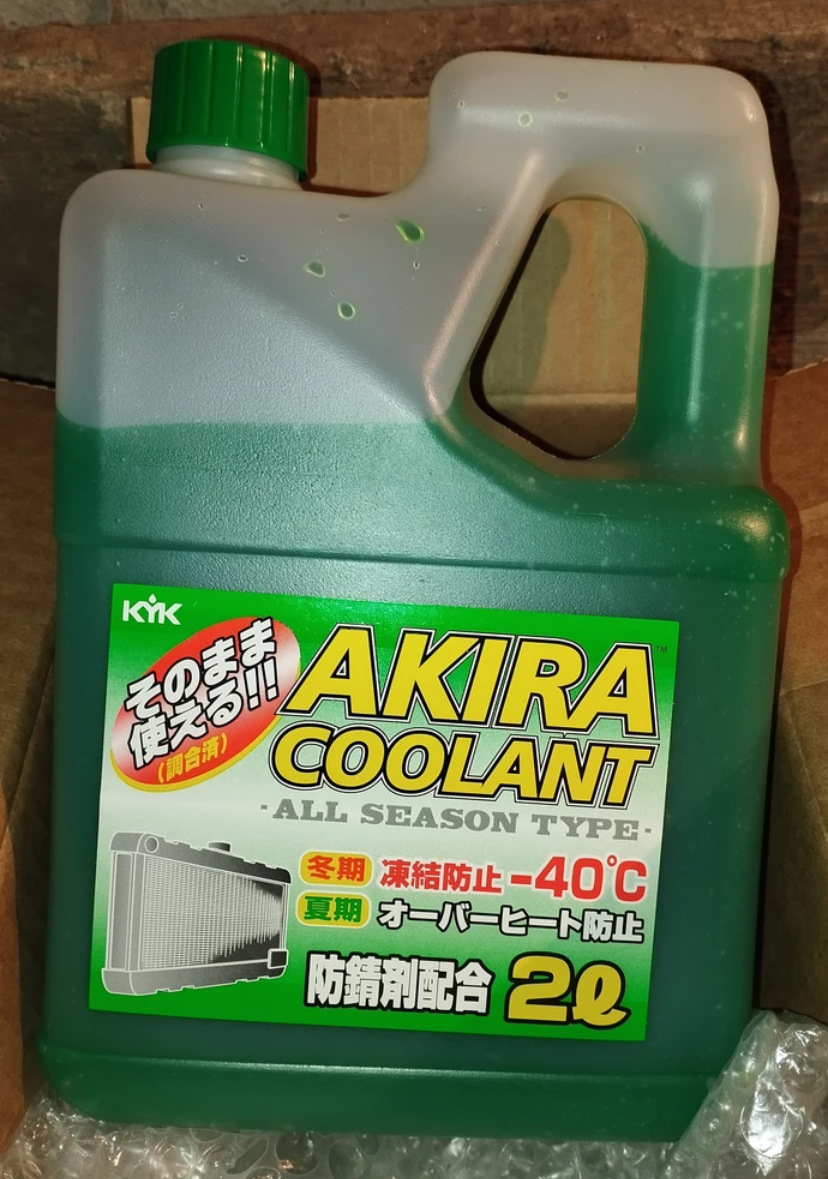 KYK
そのまま
使える!!
(調合済)
AKIRA™
COOLANT
-ALL SEASON TYPE-
冬期 凍結防止 -40℃
夏期 オーバーヒート防止
防錆剤配合 2ℓ